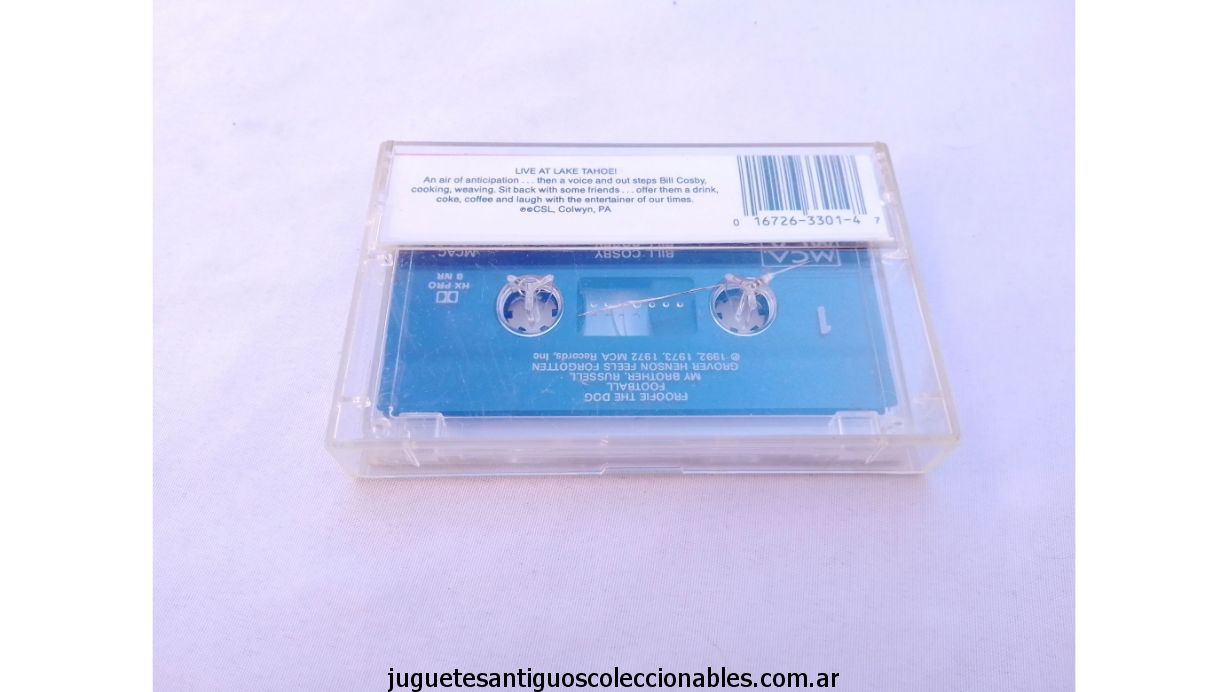 LIVE AT LAKE TAHOE!
An air of anticipation . . . then a voice and out steps Bill Cosby,
cooking, weaving. Sit back with some friends . . . offer them a drink,
coke, coffee and laugh with the entertainer of our times.
℗©CSL, Colwyn, PA
0 16726-3301-4 7
MCA
BILL COSBY
MCAC
HX PRO
B NR
1
℗ 1992, 1973, 1972 MCA Records, Inc
GROVER HENSON FEELS FORGOTTEN
MY BROTHER, RUSSELL
FOOTBALL
FROOFIE THE DOG
juguetesantiguoscoleccionables.com.ar